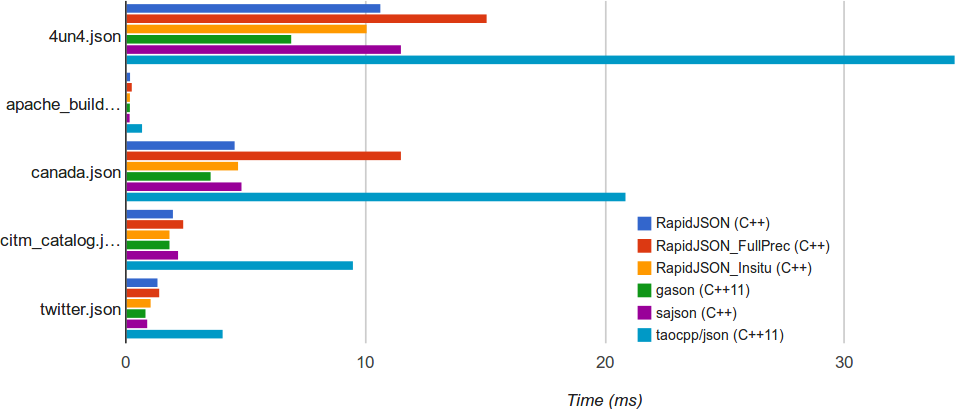 4un4.json
apache_build…
canada.json
citm_catalog.j…
twitter.json
RapidJSON (C++)
RapidJSON_FullPrec (C++)
RapidJSON_Insitu (C++)
gason (C++11)
sajson (C++)
taocpp/json (C++11)
0 10 20 30
Time (ms)